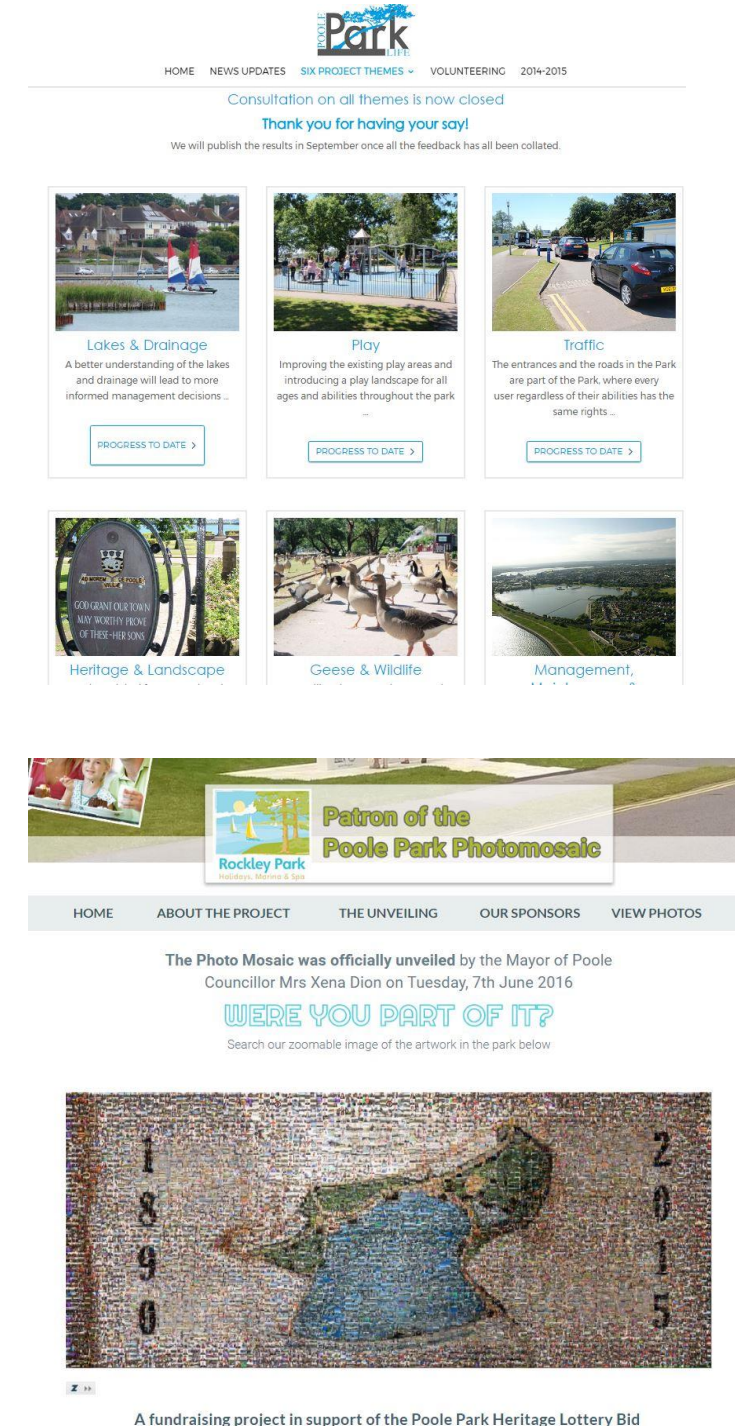 POOLE
Park
LIFE
HOME NEWS UPDATES SIX PROJECT THEMES VOLUNTEERING 2014-2015
Consultation on all themes is now closed
Thank you for having your say!
We will publish the results in September once all the feedback has all been collated.
Lakes & Drainage
A better understanding of the lakes
and drainage will lead to more
informed management decisions ...
PROGRESS TO DATE >
Play
Improving the existing play areas and
introducing a play landscape for all
ages and abilities throughout the park
...
PROGRESS TO DATE >
Traffic
The entrances and the roads in the Park
are part of the Park, where every
user regardless of their abilities has the
same rights ...
PROGRESS TO DATE >
AD MOREM VILLAE DE POOLE
GOD GRANT OUR TOWN
MAY WORTHY PROVE
OF THESE-HER SONS
Heritage & Landscape
Geese & Wildlife
Management,
Rockley Park
Holidays, Marina & Spa
Patron of the
Poole Park Photomosaic
HOME ABOUT THE PROJECT THE UNVEILING OUR SPONSORS VIEW PHOTOS
The Photo Mosaic was officially unveiled by the Mayor of Poole
Councillor Mrs Xena Dion on Tuesday, 7th June 2016
WERE YOU PART OF IT?
Search our zoomable image of the artwork in the park below
1890
2015
Z
A fundraising project in support of the Poole Park Heritage Lottery Bid